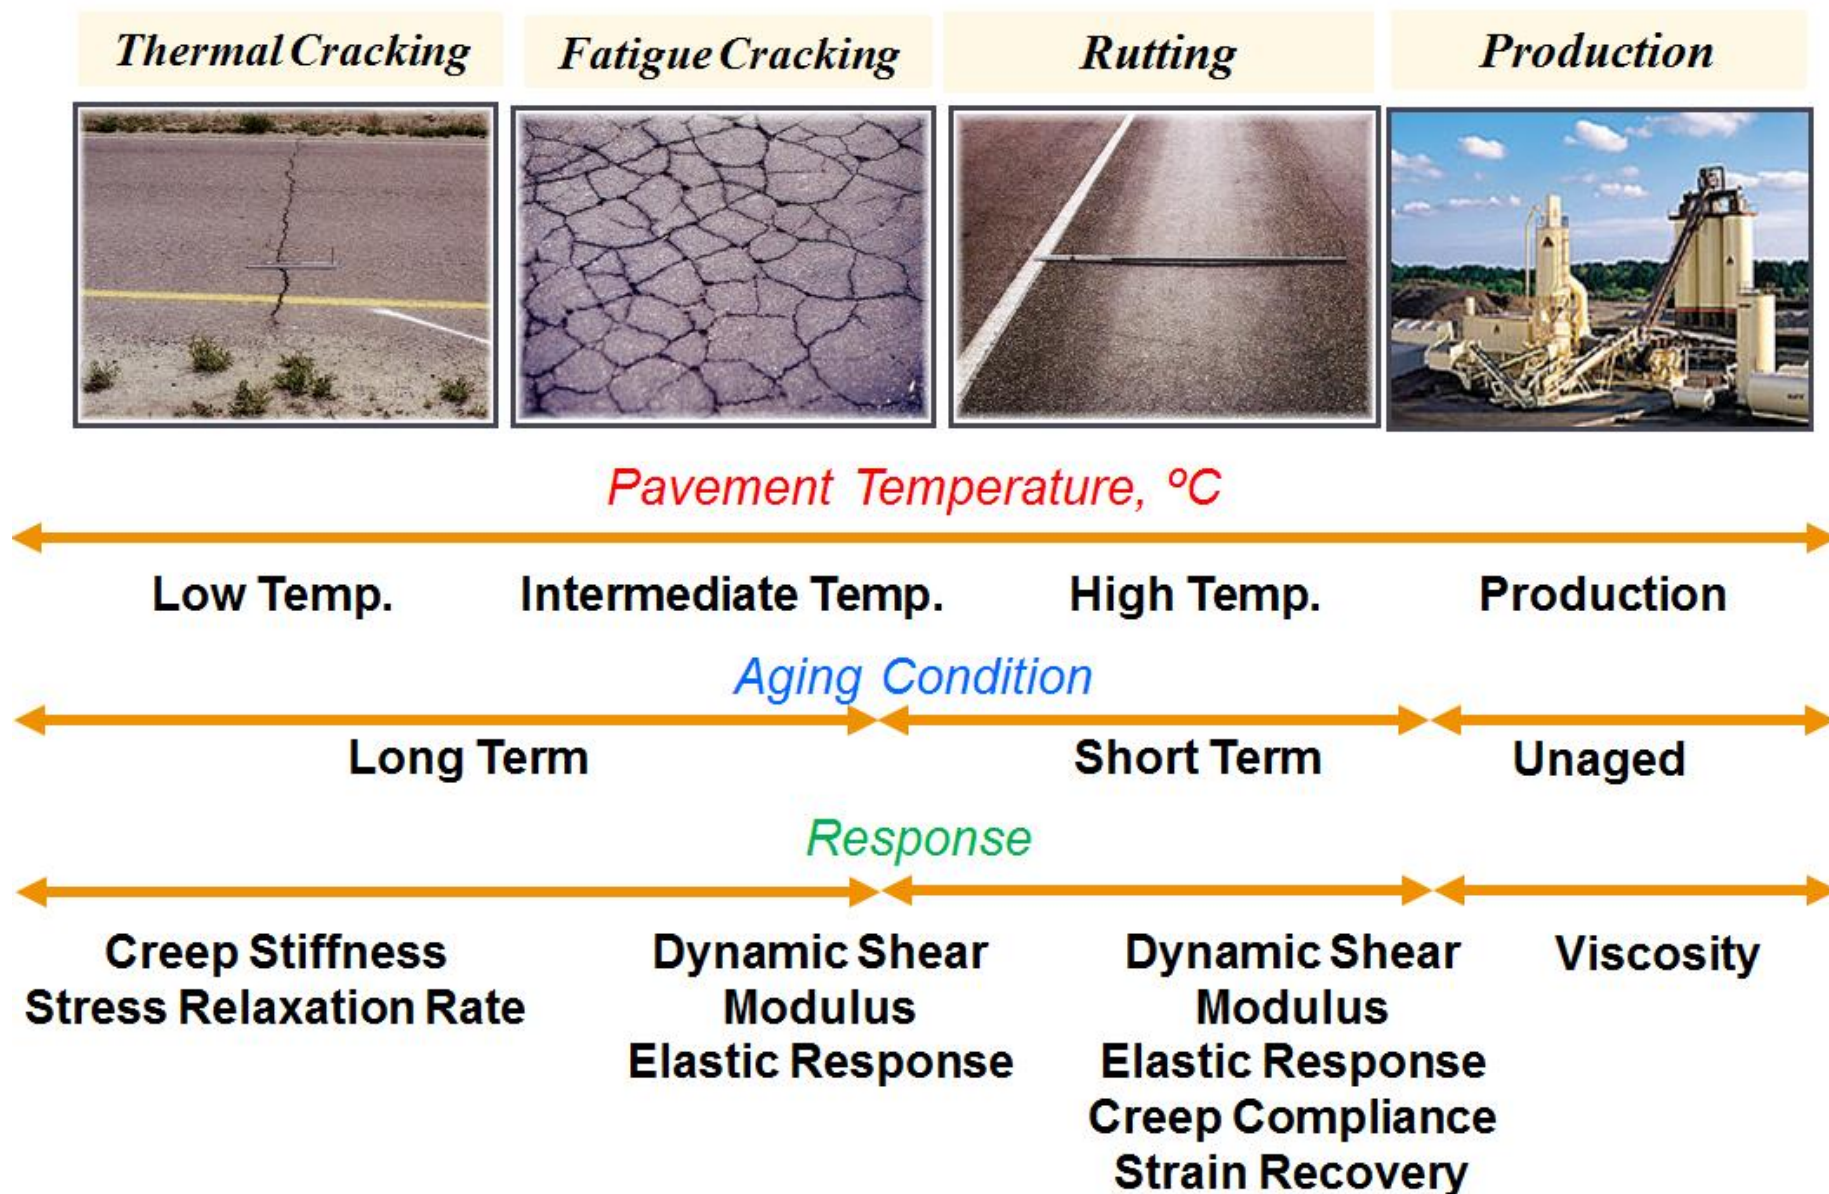 Thermal Cracking
Fatigue Cracking
Rutting
Production
Pavement Temperature, ºC
Low Temp.
Intermediate Temp.
High Temp.
Production
Aging Condition
Long Term
Short Term
Unaged
Response
Creep Stiffness
Stress Relaxation Rate
Dynamic Shear
Modulus
Elastic Response
Dynamic Shear
Modulus
Elastic Response
Creep Compliance
Strain Recovery
Viscosity